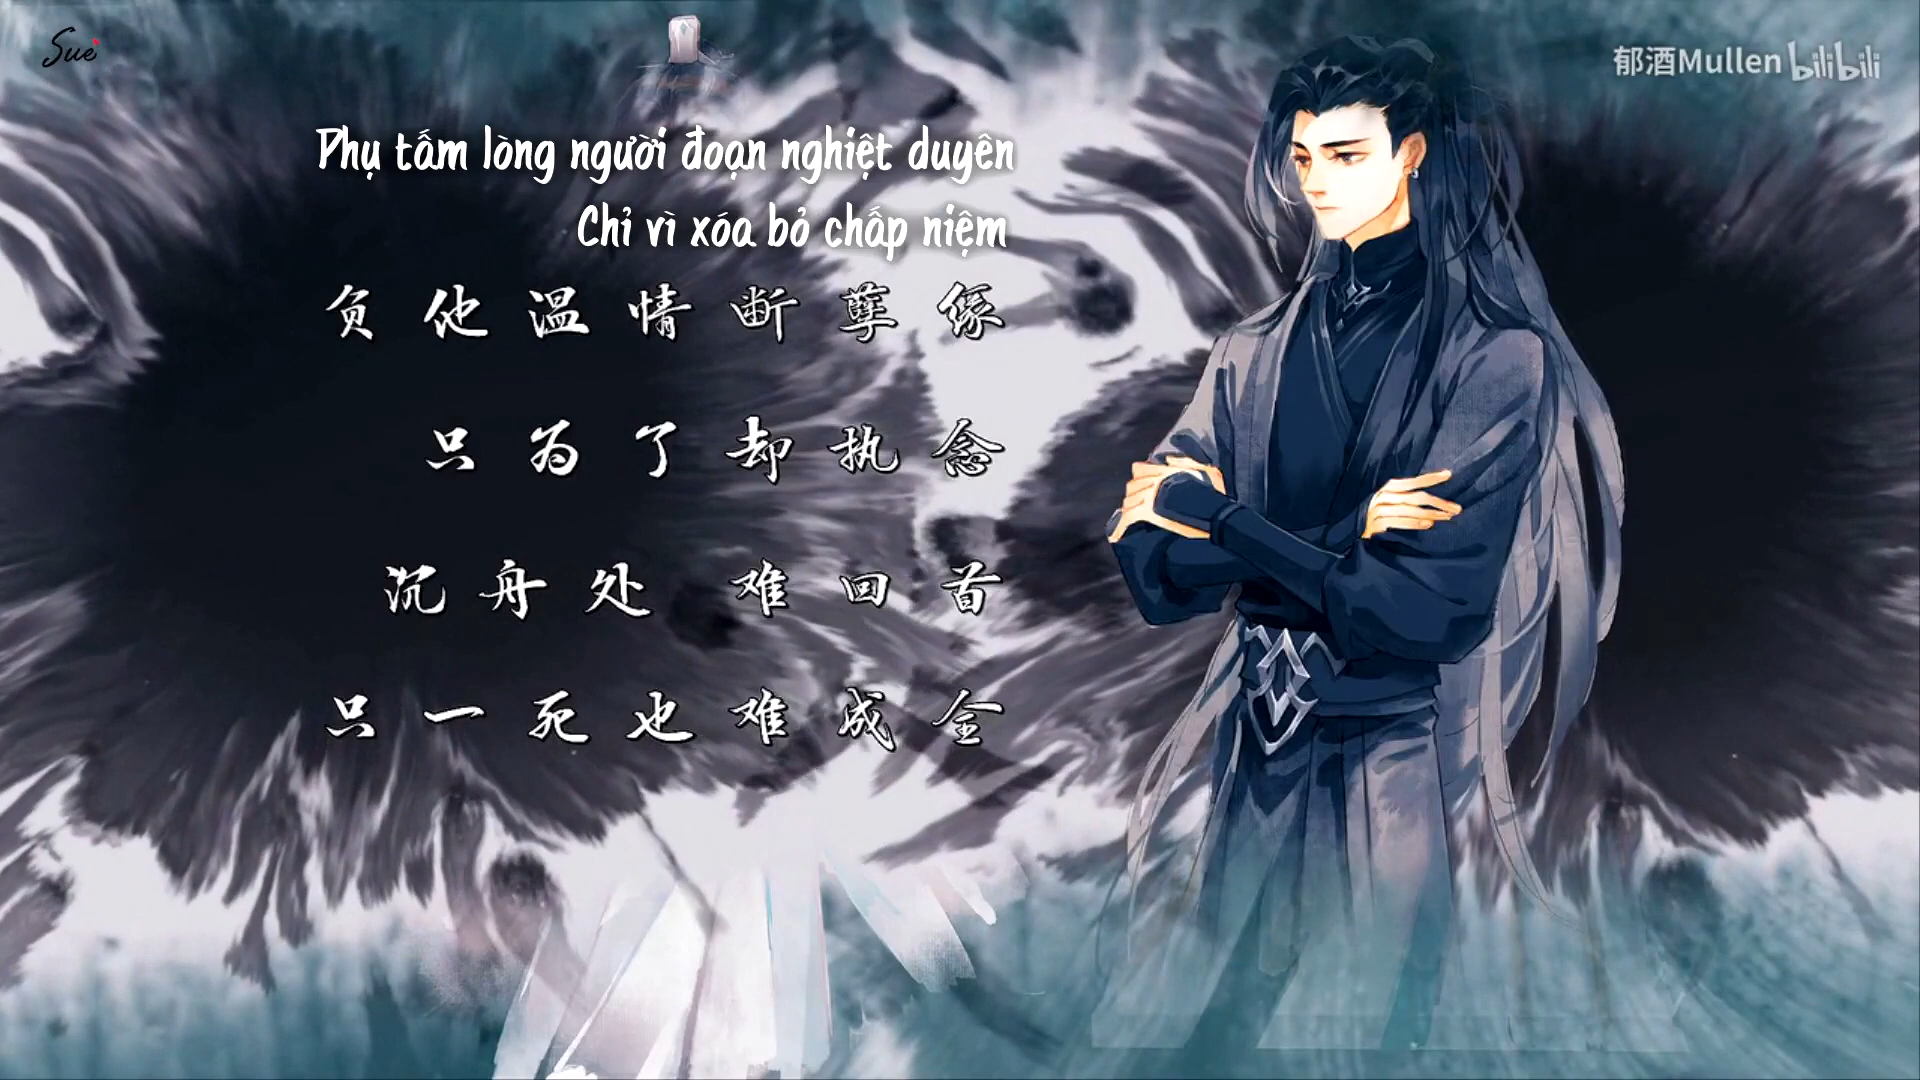 Sue
郁酒Mullen bilibili
Phụ tấm lòng người đoạn nghiệt duyên
Chỉ vì xóa bỏ chấp niệm
负他温情断孽缘
只为了却执念
沉舟处 难回首
只一死也难成全